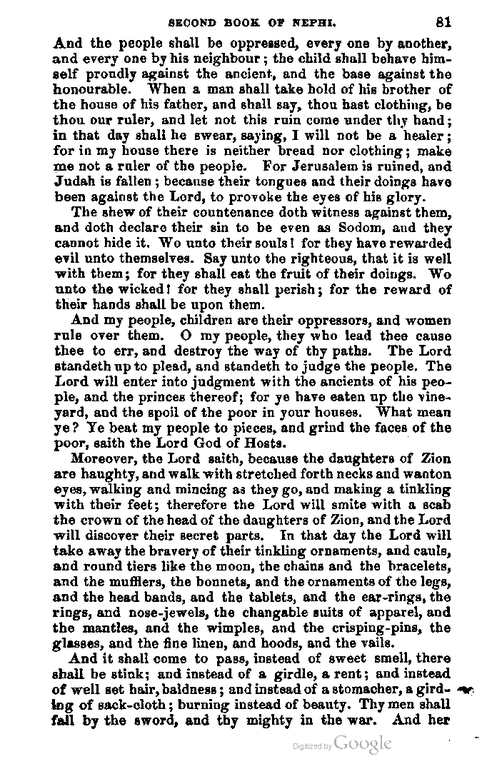 SECOND BOOK OF NEPHI. 81
And the people shall be oppressed, every one by another,
and every one by his neighbour; the child shall behave him-
self proudly against the ancient, and the base against the
honourable. When a man shall take hold of his brother of
the house of his father, and shall say, thou hast clothing, be
thou our ruler, and let not this ruin come under thy hand;
in that day shall he swear, saying, I will not be a healer;
for in my house there is neither bread nor clothing; make
me not a ruler of the people. For Jerusalem is ruined, and
Judah is fallen; because their tongues and their doings have
been against the Lord, to provoke the eyes of his glory.
The shew of their countenance doth witness against them,
and doth declare their sin to be even as Sodom, and they
cannot hide it. Wo unto their souls! for they have rewarded
evil unto themselves. Say unto the righteous, that it is well
with them; for they shall eat the fruit of their doings. Wo
unto the wicked! for they shall perish; for the reward of
their hands shall be upon them.
And my people, children are their oppressors, and women
rule over them. O my people, they who lead thee cause
thee to err, and destroy the way of thy paths. The Lord
standeth up to plead, and standeth to judge the people. The
Lord will enter into judgment with the ancients of his peo-
ple, and the princes thereof; for ye have eaten up the vine-
yard, and the spoil of the poor in your houses. What mean
ye? Ye beat my people to pieces, and grind the faces of the
poor, saith the Lord God of Hosts.
Moreover, the Lord saith, because the daughters of Zion
are haughty, and walk with stretched forth necks and wanton
eyes, walking and mincing as they go, and making a tinkling
with their feet; therefore the Lord will smite with a scab
the crown of the head of the daughters of Zion, and the Lord
will discover their secret parts. In that day the Lord will
take away the bravery of their tinkling ornaments, and cauls,
and round tiers like the moon, the chains and the bracelets,
and the mufflers, the bonnets, and the ornaments of the legs,
and the head bands, and the tablets, and the ear-rings, the
rings, and nose-jewels, the changable suits of apparel, and
the mantles, and the wimples, and the crisping-pins, the
glasses, and the fine linen, and hoods, and the vails.
And it shall come to pass, instead of sweet smell, there
shall be stink; and instead of a girdle, a rent; and instead
of well set hair, baldness; and instead of a stomacher, a gird-
ing of sack-cloth; burning instead of beauty. Thy men shall
fall by the sword, and thy mighty in the war. And her
Digitized by Google